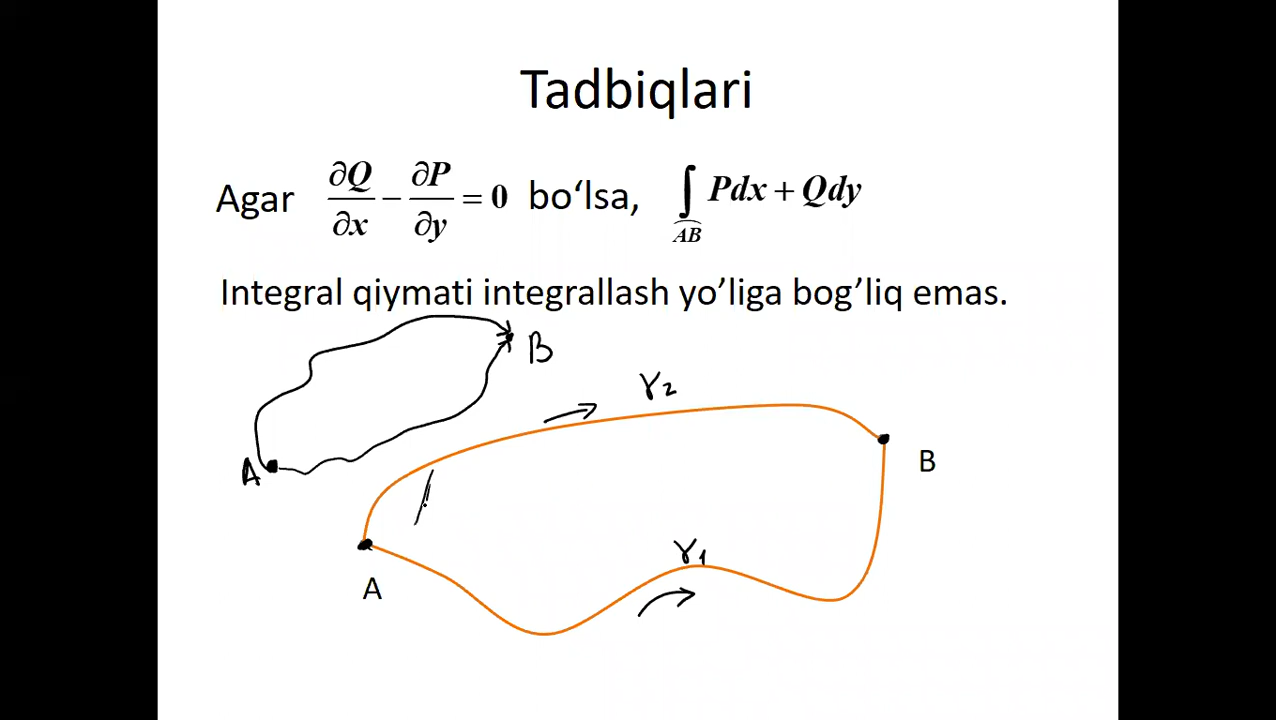 Tadbiqlari
Agar ∂Q/∂x − ∂P/∂y = 0 bo‘lsa, ∫_{AB} Pdx + Qdy
Integral qiymati integrallash yo’liga bog’liq emas.
B
γ2
A
B
γ1
A